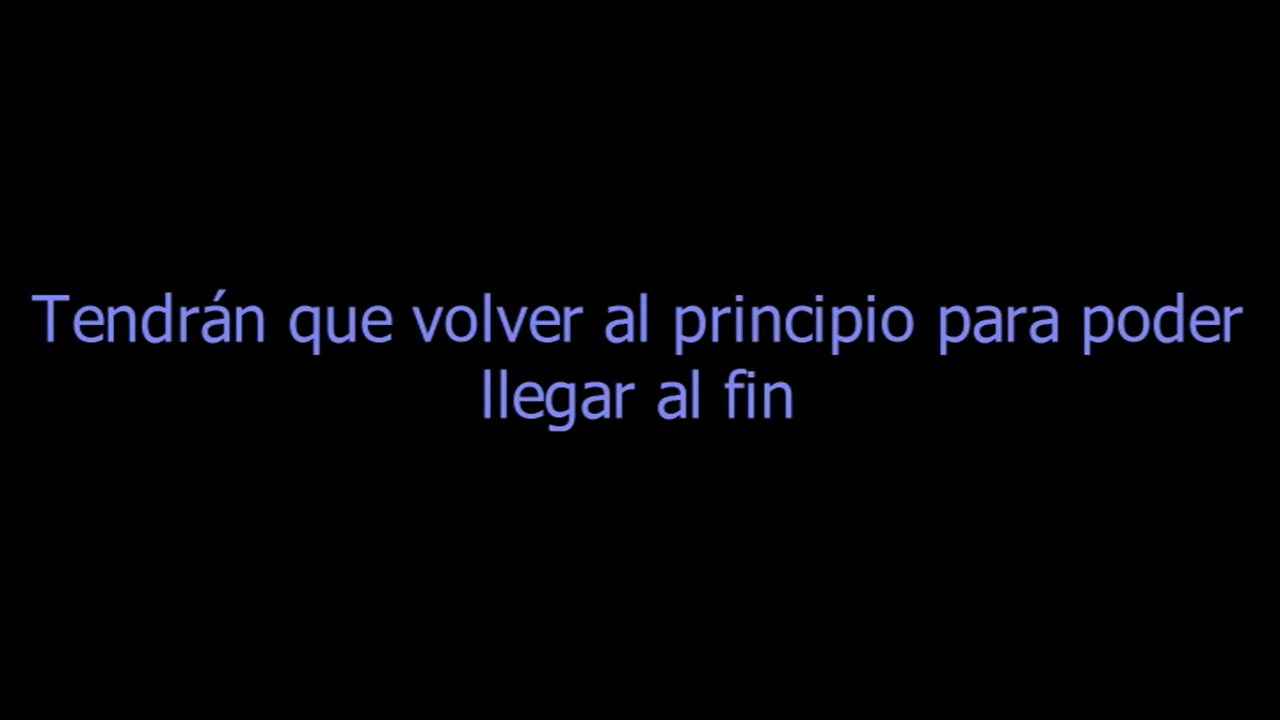 Tendrán que volver al principio para poder
llegar al fin